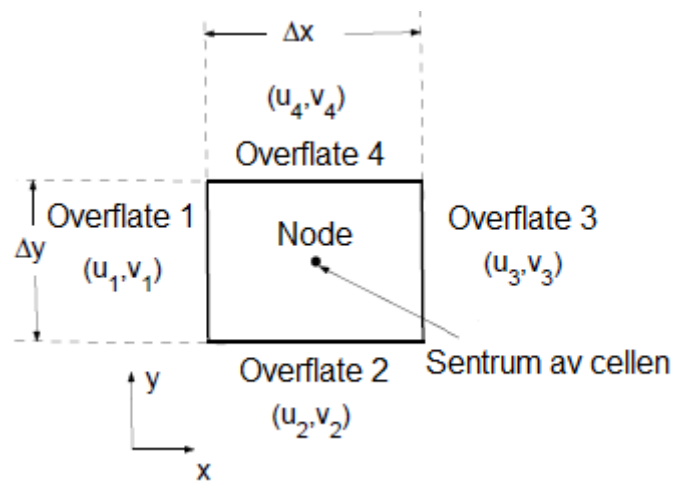 Δx
(u₄,v₄)
Overflate 4
Overflate 1
Δy
(u₁,v₁)
Node
Overflate 3
(u₃,v₃)
Sentrum av cellen
Overflate 2
(u₂,v₂)
y
x